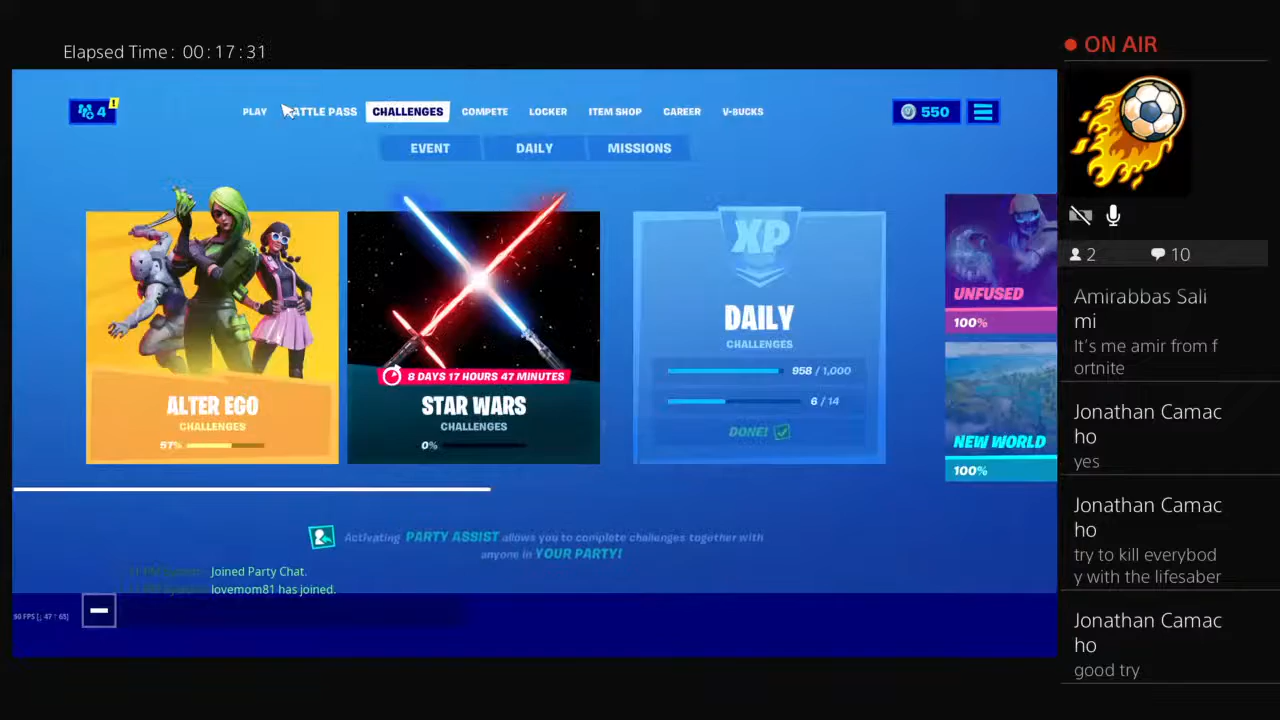 Elapsed Time: 00:17:31
ON AIR
4
PLAY
BATTLE PASS
CHALLENGES
COMPETE
LOCKER
ITEM SHOP
CAREER
V-BUCKS
550
EVENT
DAILY
MISSIONS
2
10
ALTER EGO
CHALLENGES
57%
8 DAYS 17 HOURS 47 MINUTES
STAR WARS
CHALLENGES
0%
XP
DAILY
CHALLENGES
958 / 1,000
6 / 14
DONE!
UNFUSED
100%
NEW WORLD
100%
Activating PARTY ASSIST allows you to complete challenges together with
anyone in YOUR PARTY!
Joined Party Chat.
lovemom81 has joined.
Amirabbas Sali
mi
It's me amir from f
ortnite
Jonathan Camac
ho
yes
Jonathan Camac
ho
try to kill everybod
y with the lifesaber
Jonathan Camac
ho
good try